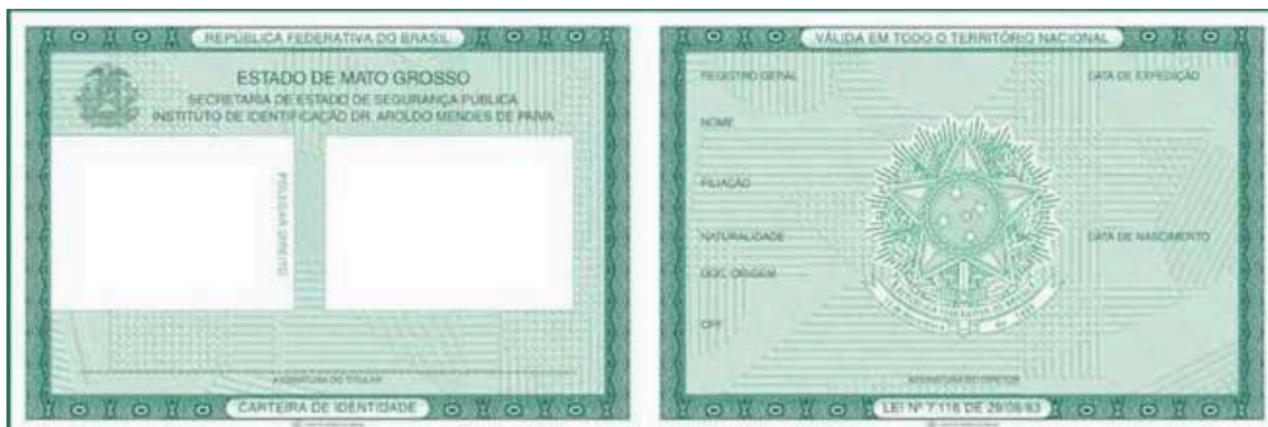 REPÚBLICA FEDERATIVA DO BRASIL
ESTADO DE MATO GROSSO
SECRETARIA DE ESTADO DE SEGURANÇA PÚBLICA
INSTITUTO DE IDENTIFICAÇÃO DR. AROLDO MENDES DE PAIVA
POLEGAR DIREITO
ASSINATURA DO TITULAR
CARTEIRA DE IDENTIDADE
VÁLIDA EM TODO O TERRITÓRIO NACIONAL
REGISTRO GERAL
DATA DE EXPEDIÇÃO
NOME
FILIAÇÃO
NATURALIDADE
DATA DE NASCIMENTO
DOC. ORIGEM
CPF
ASSINATURA DO DIRETOR
LEI Nº 7.116 DE 29/08/83